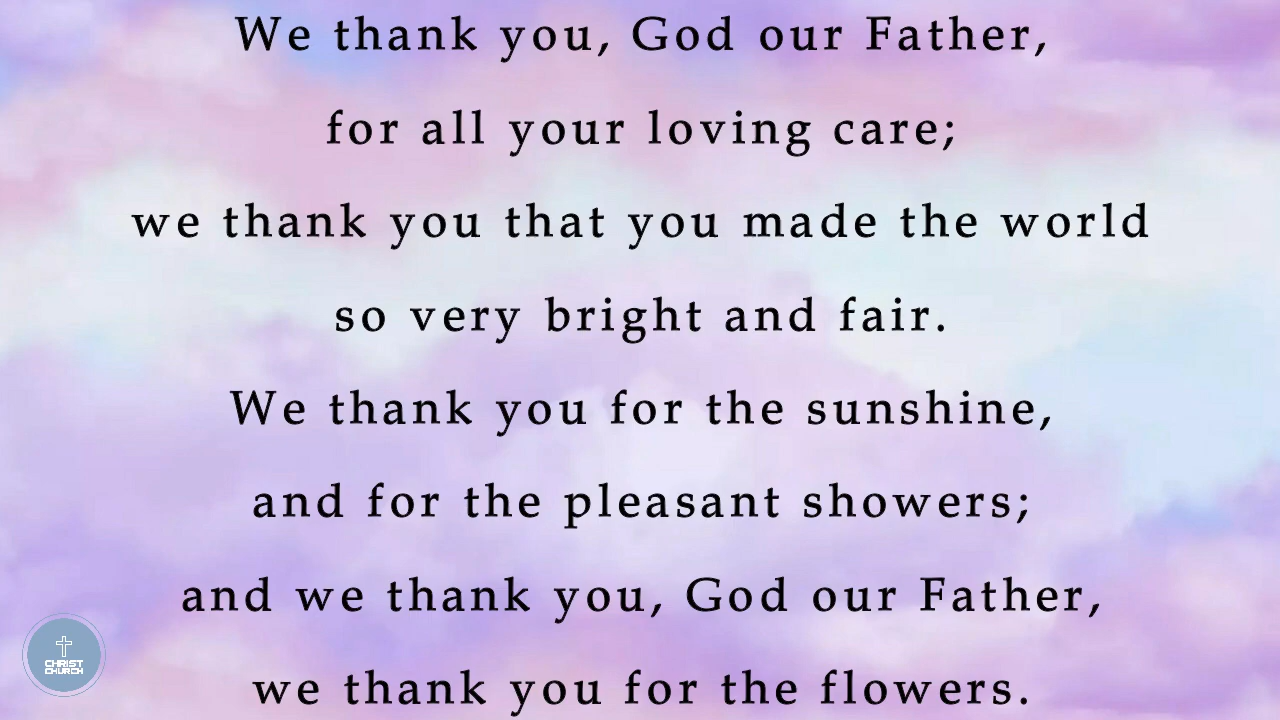 We thank you, God our Father,
for all your loving care;
we thank you that you made the world
so very bright and fair.
We thank you for the sunshine,
and for the pleasant showers;
and we thank you, God our Father,
we thank you for the flowers.
CHRIST
CHURCH